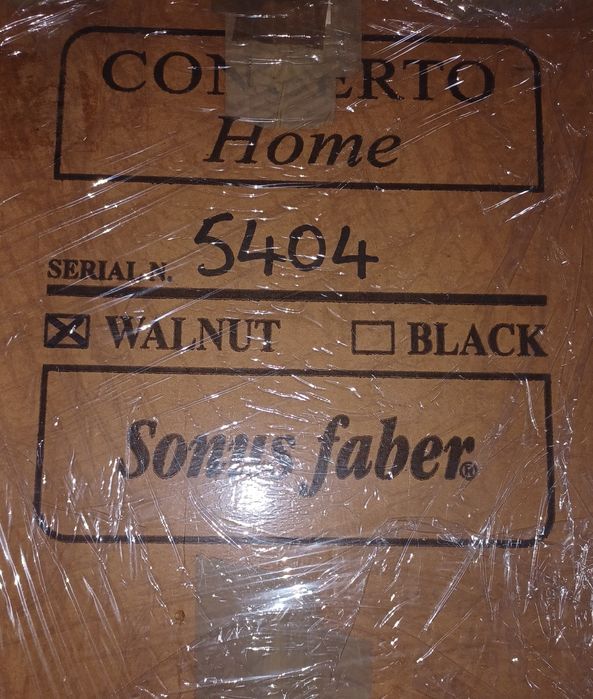 CONCERTO
Home
SERIAL N. 5404
☒ WALNUT ☐ BLACK
Sonus faber®